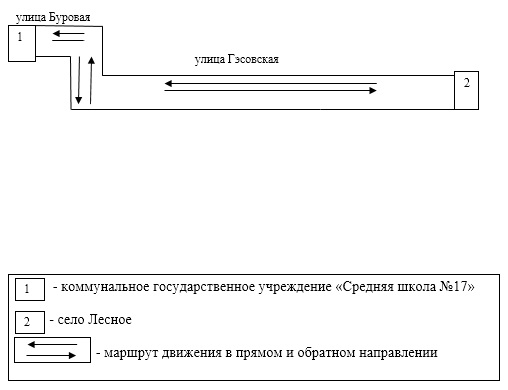 улица Буровая
1
улица Гэсовская
2
1 - коммунальное государственное учреждение «Средняя школа №17»
2 - село Лесное
- маршрут движения в прямом и обратном направлении